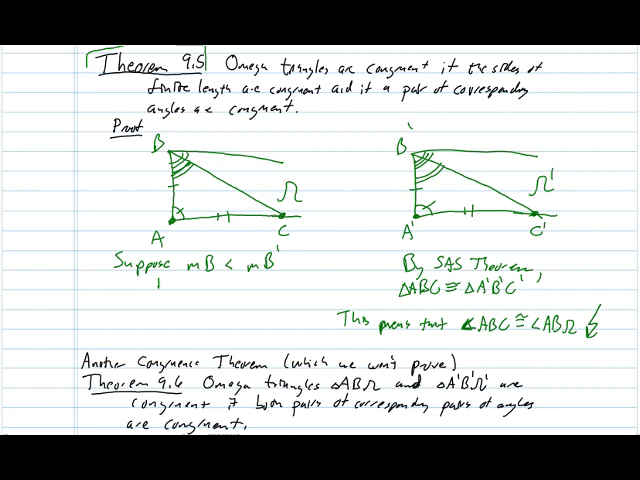 Theorem 9.5 Omega triangles are congruent if the sides of
finite length are congruent and if a pair of corresponding
angles are congruent.
Proof
B
B'
Ω
Ω'
A
C
A'
C'
Suppose mB < mB'
By SAS Theorem,
△ABC ≅ △A'B'C'
This means that ∠ABC ≅ ∠ABΩ
Another Congruence Theorem (which we won't prove)
Theorem 9.6 Omega triangles △ABΩ and △A'B'Ω' are
congruent if both pairs of corresponding pairs of angles
are congruent.